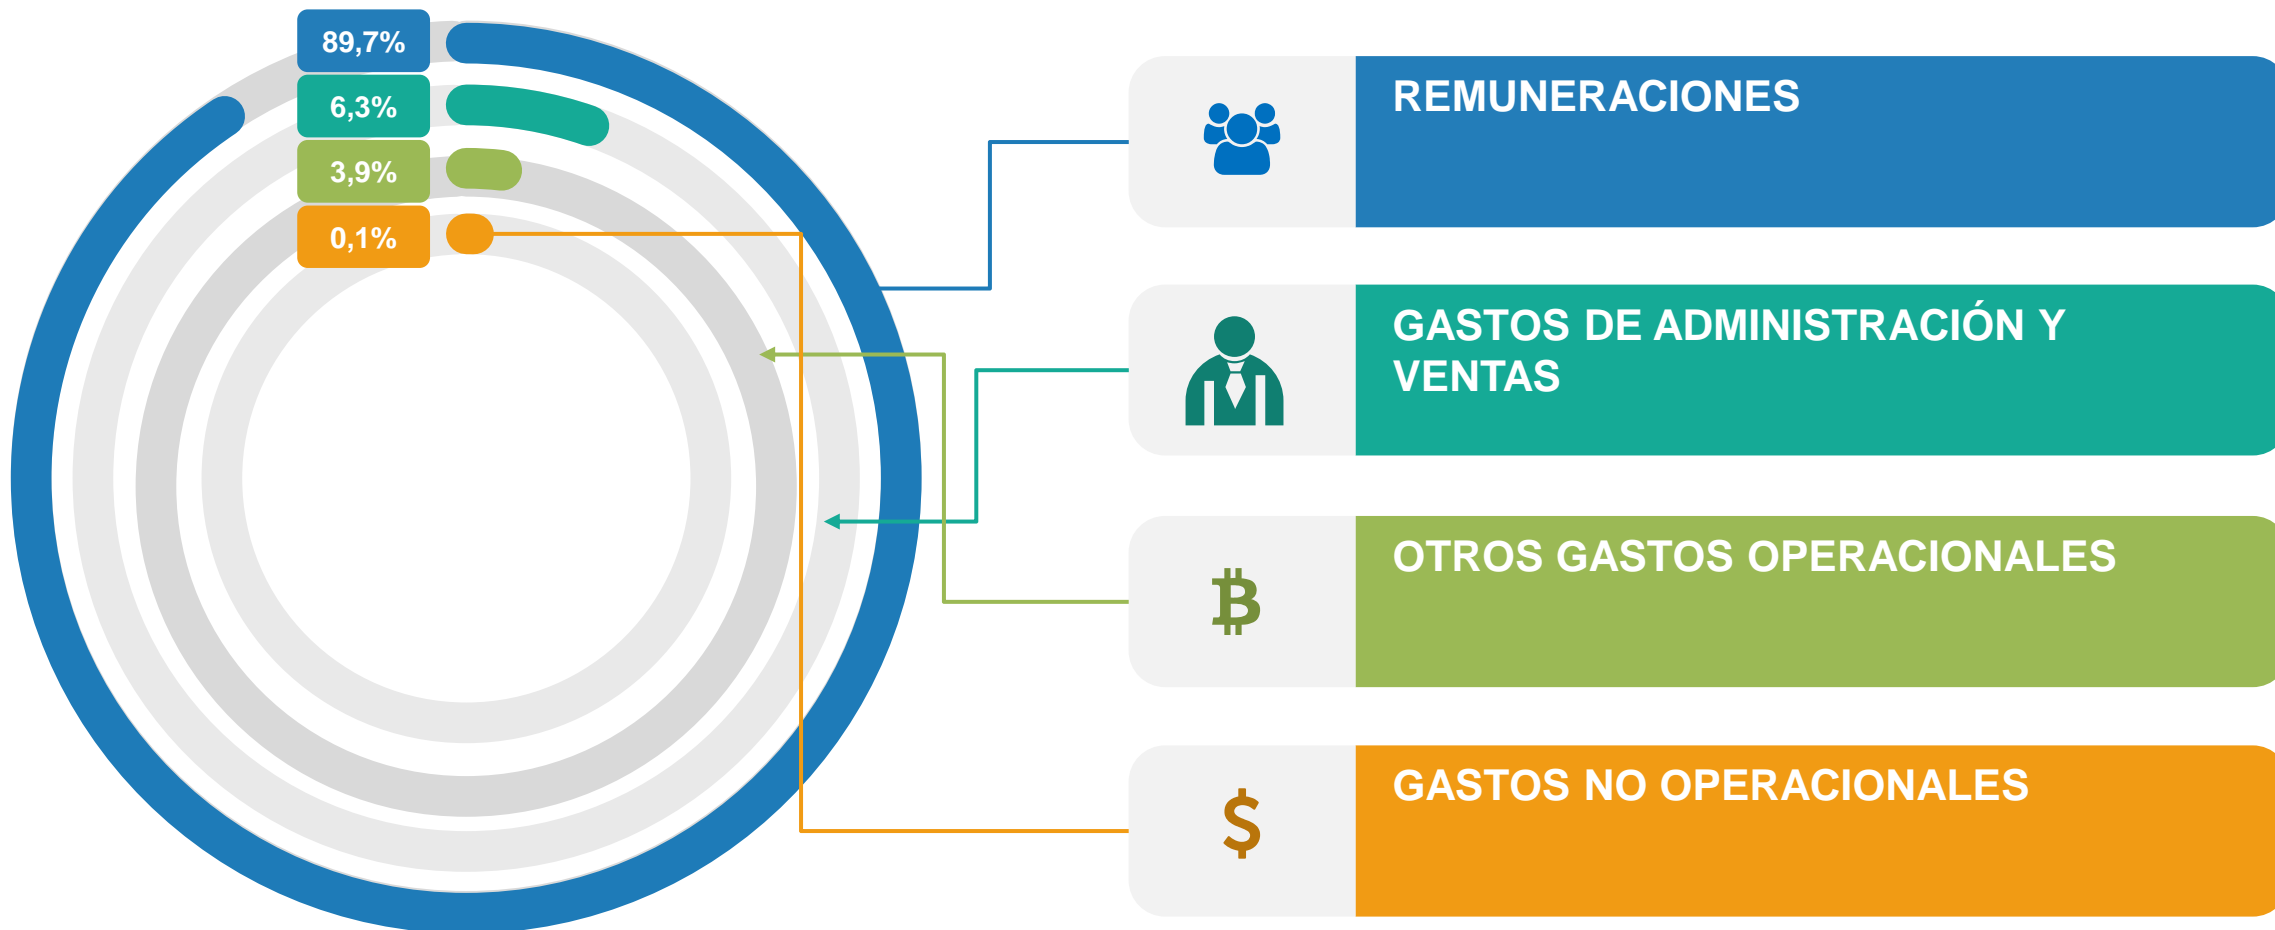 89,7%
6,3%
3,9%
0,1%
REMUNERACIONES
GASTOS DE ADMINISTRACIÓN Y
VENTAS
OTROS GASTOS OPERACIONALES
GASTOS NO OPERACIONALES